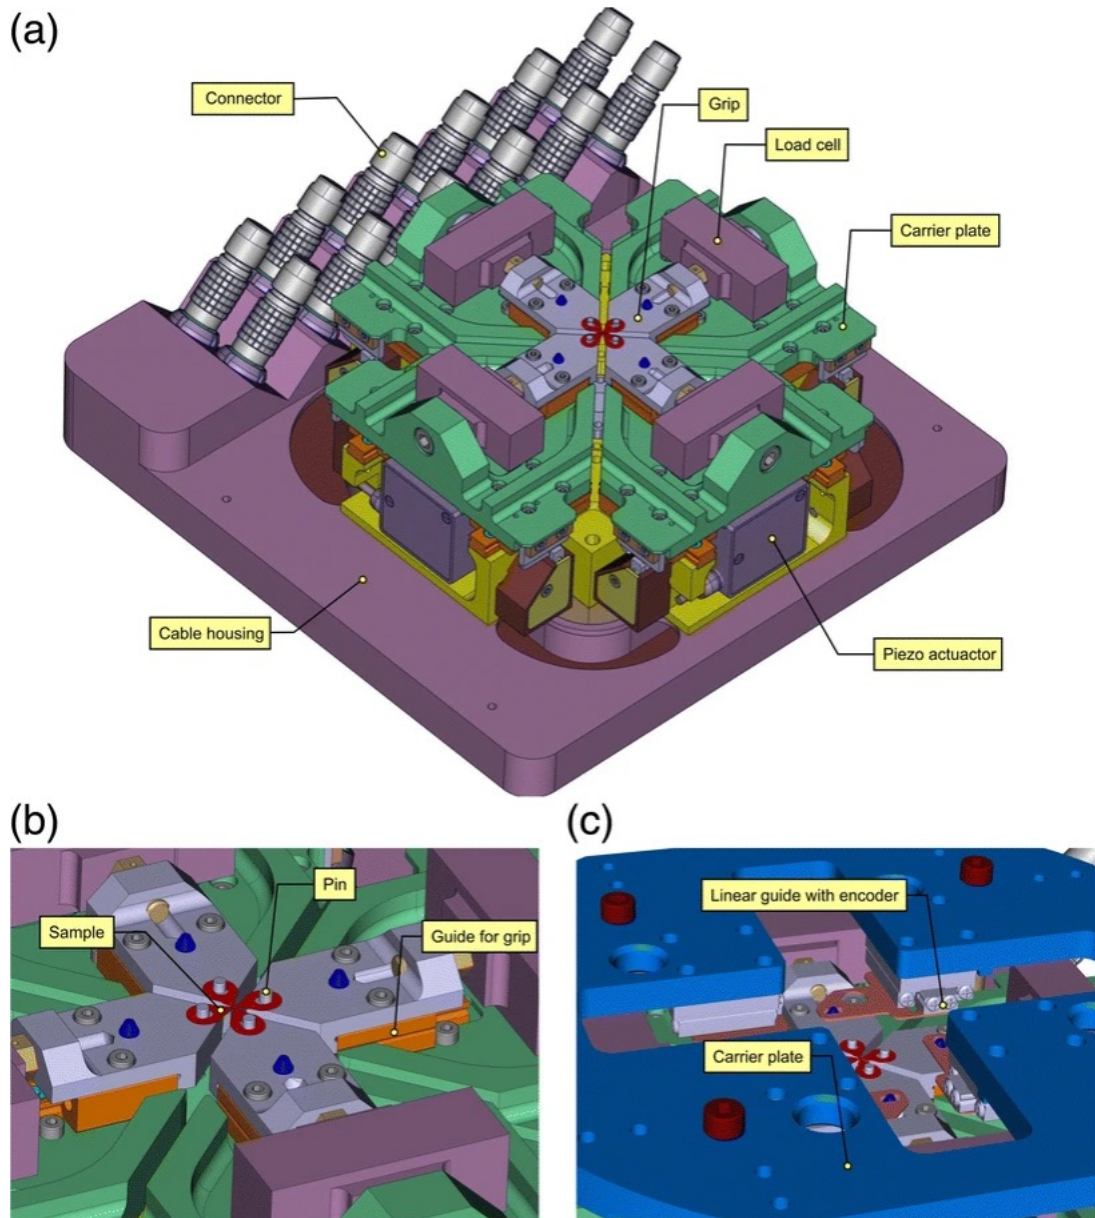 (a)
Connector
Grip
Load cell
Carrier plate
Cable housing
Piezo actuactor
(b)
Pin
Sample
Guide for grip
(c)
Linear guide with encoder
Carrier plate